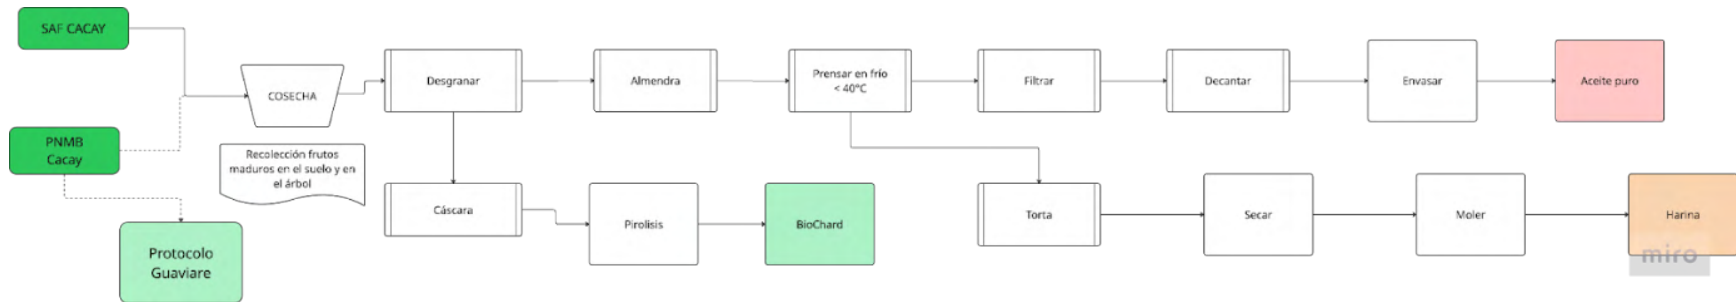 SAF CACAY
COSECHA
Desgranar
Almendra
Prensar en frío
< 40°C
Filtrar
Decantar
Envasar
Aceite puro
PNMB
Cacay
Recolección frutos
maduros en el suelo y en
el árbol
Cáscara
Pirolisis
BioChard
Torta
Secar
Moler
Harina
Protocolo
Guaviare
miro